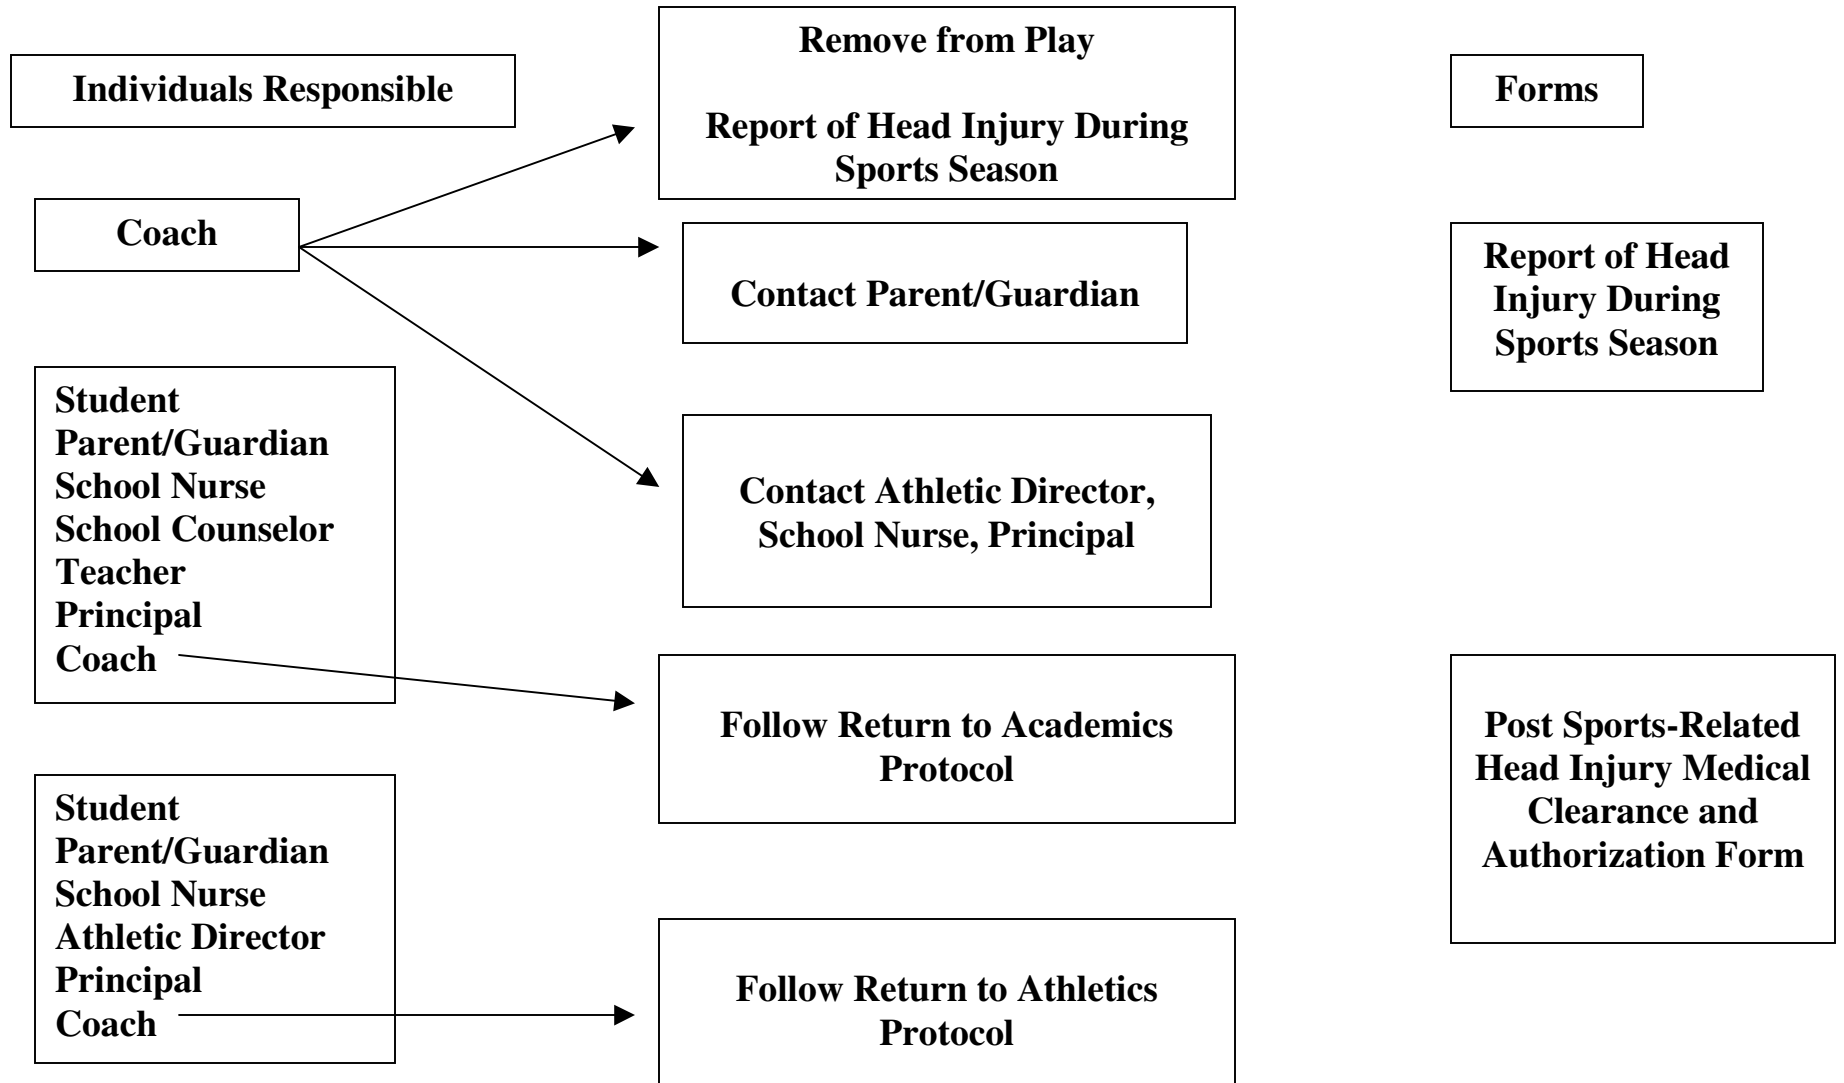 Individuals Responsible
Remove from Play
Report of Head Injury During
Sports Season
Forms
Coach
Contact Parent/Guardian
Report of Head
Injury During
Sports Season
Student
Parent/Guardian
School Nurse
School Counselor
Teacher
Principal
Coach
Contact Athletic Director,
School Nurse, Principal
Follow Return to Academics
Protocol
Post Sports-Related
Head Injury Medical
Clearance and
Authorization Form
Student
Parent/Guardian
School Nurse
Athletic Director
Principal
Coach
Follow Return to Athletics
Protocol